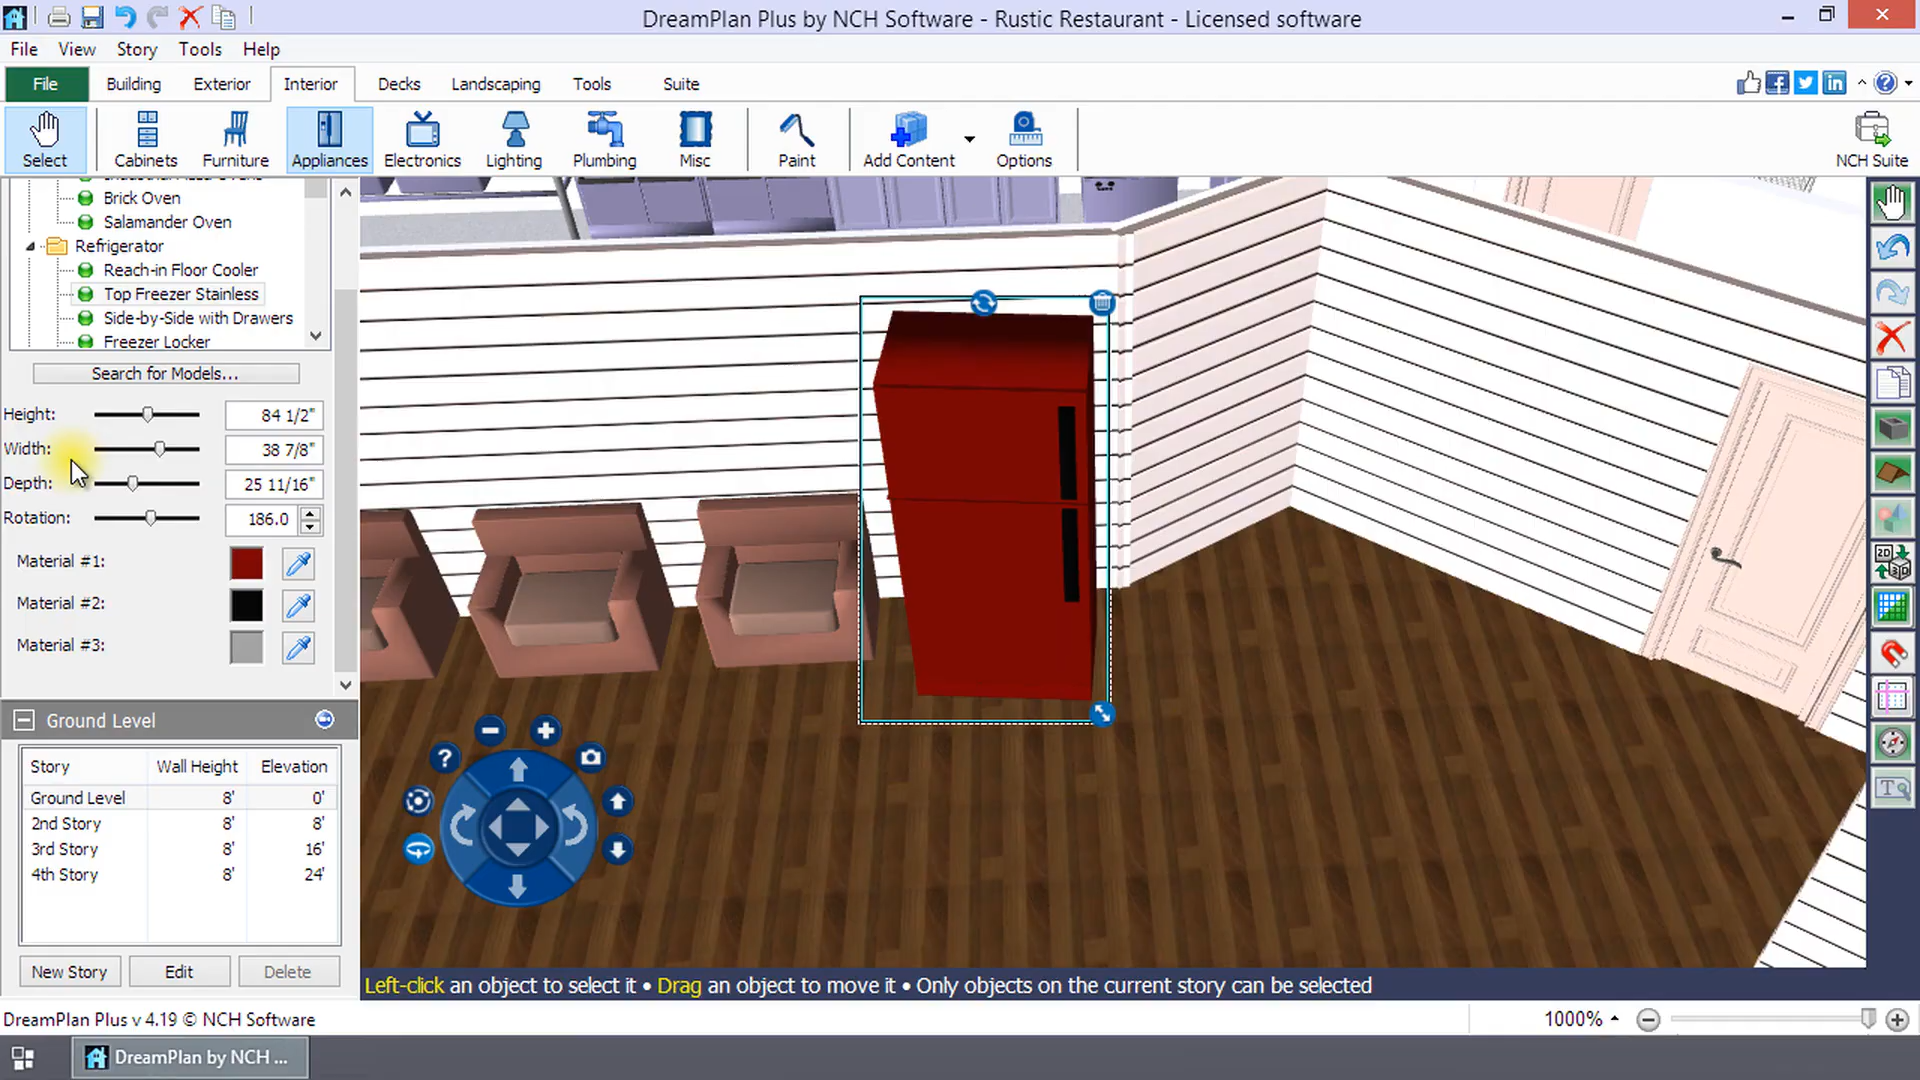 DreamPlan Plus by NCH Software - Rustic Restaurant - Licensed software
File View Story Tools Help
File Building Exterior Interior Decks Landscaping Tools Suite
Select Cabinets Furniture Appliances Electronics Lighting Plumbing Misc Paint Add Content Options NCH Suite
Brick Oven
Salamander Oven
Refrigerator
Reach-in Floor Cooler
Top Freezer Stainless
Side-by-Side with Drawers
Freezer Locker
Search for Models...
Height: 84 1/2"
Width: 38 7/8"
Depth: 25 11/16"
Rotation: 186.0
Material #1:
Material #2:
Material #3:
Ground Level
Story Wall Height Elevation
Ground Level 8' 0'
2nd Story 8' 8'
3rd Story 8' 16'
4th Story 8' 24'
New Story Edit Delete
Left-click an object to select it • Drag an object to move it • Only objects on the current story can be selected
DreamPlan Plus v 4.19 © NCH Software
1000%
DreamPlan by NCH ...